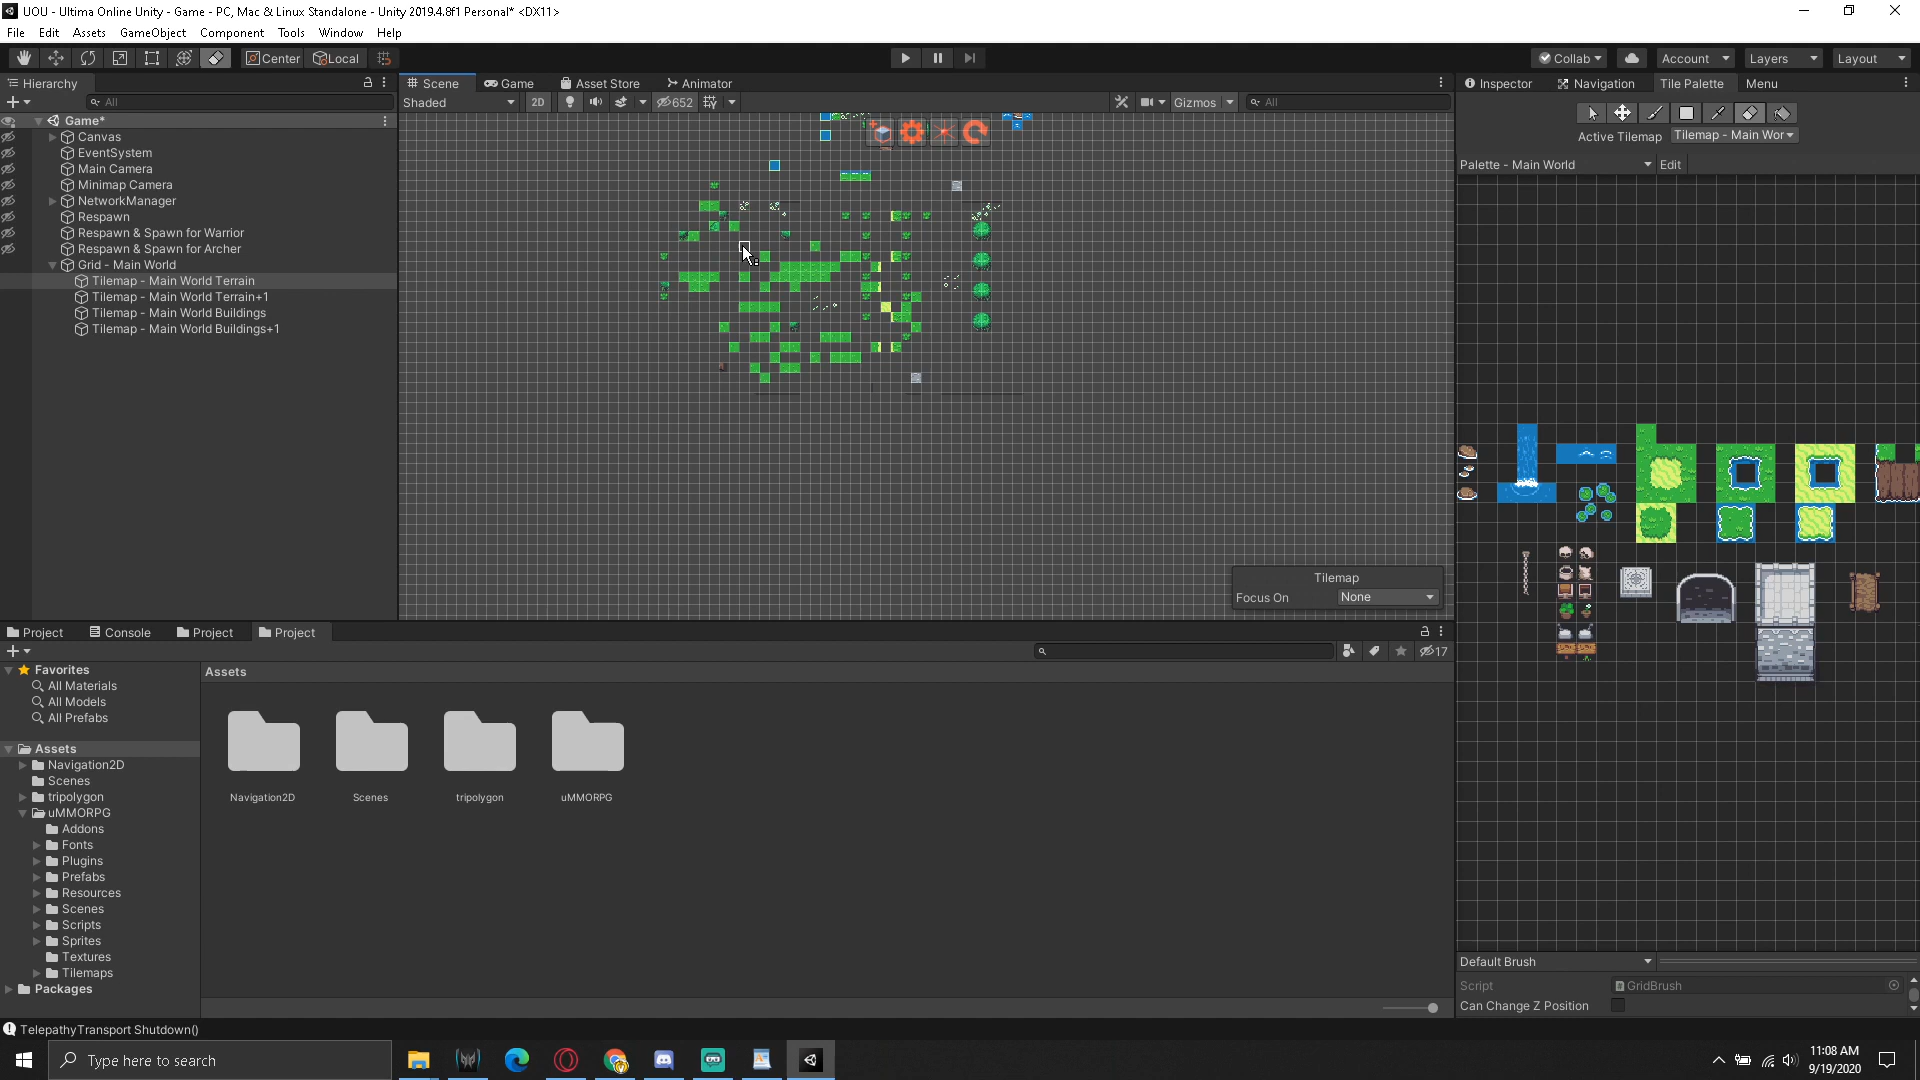 UOU - Ultima Online Unity - Game - PC, Mac & Linux Standalone - Unity 2019.4.8f1 Personal* <DX11>
File Edit Assets GameObject Component Tools Window Help
Center Local Collab Account Layers Layout
Hierarchy Scene Game Asset Store Animator Inspector Navigation Tile Palette Menu
All Shaded 2D 652 Gizmos All
Game*
Canvas
EventSystem
Main Camera
Minimap Camera
NetworkManager
Respawn
Respawn & Spawn for Warrior
Respawn & Spawn for Archer
Grid - Main World
Tilemap - Main World Terrain
Tilemap - Main World Terrain+1
Tilemap - Main World Buildings
Tilemap - Main World Buildings+1
Active Tilemap Tilemap - Main Wor
Palette - Main World Edit
Tilemap
Focus On None
Project Console Project Project
17
Favorites
All Materials
All Models
All Prefabs
Assets
Navigation2D
Scenes
tripolygon
uMMORPG
Addons
Fonts
Plugins
Prefabs
Resources
Scenes
Scripts
Sprites
Textures
Tilemaps
Packages
Assets
Navigation2D Scenes tripolygon uMMORPG
Default Brush
Script GridBrush
Can Change Z Position
TelepathyTransport Shutdown()
Type here to search
11:08 AM
9/19/2020